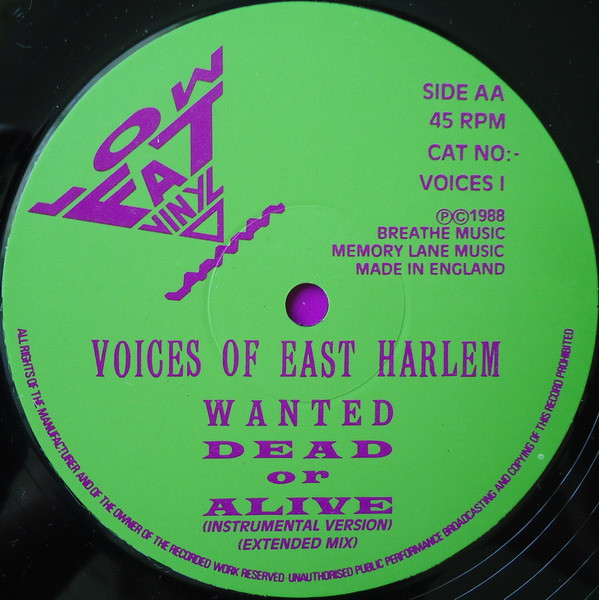 LOW
FAT
VINYL
SIDE AA
45 RPM
CAT NO:-
VOICES I
ⓅⒸ1988
BREATHE MUSIC
MEMORY LANE MUSIC
MADE IN ENGLAND
VOICES OF EAST HARLEM
WANTED
DEAD
or
ALIVE
(INSTRUMENTAL VERSION)
(EXTENDED MIX)
ALL RIGHTS OF THE MANUFACTURER AND OF THE OWNER OF THE RECORDED WORK RESERVED·UNAUTHORISED PUBLIC PERFORMANCE BROADCASTING AND COPYING OF THIS RECORD PROHIBITED